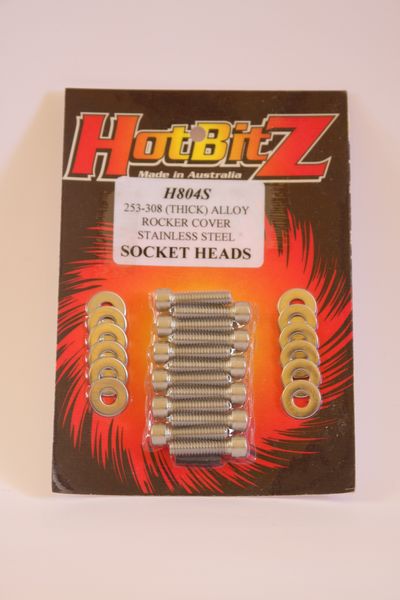 HotBitZ
Made in Australia
H804S
253-308 (THICK) ALLOY
ROCKER COVER
STAINLESS STEEL
SOCKET HEADS